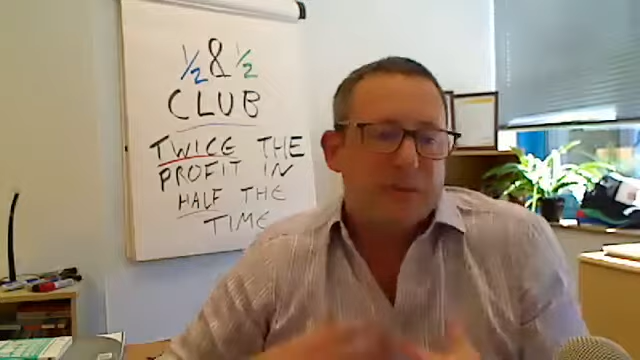 1/2 & 1/2
CLUB
TWICE THE
PROFIT IN
HALF THE
TIME